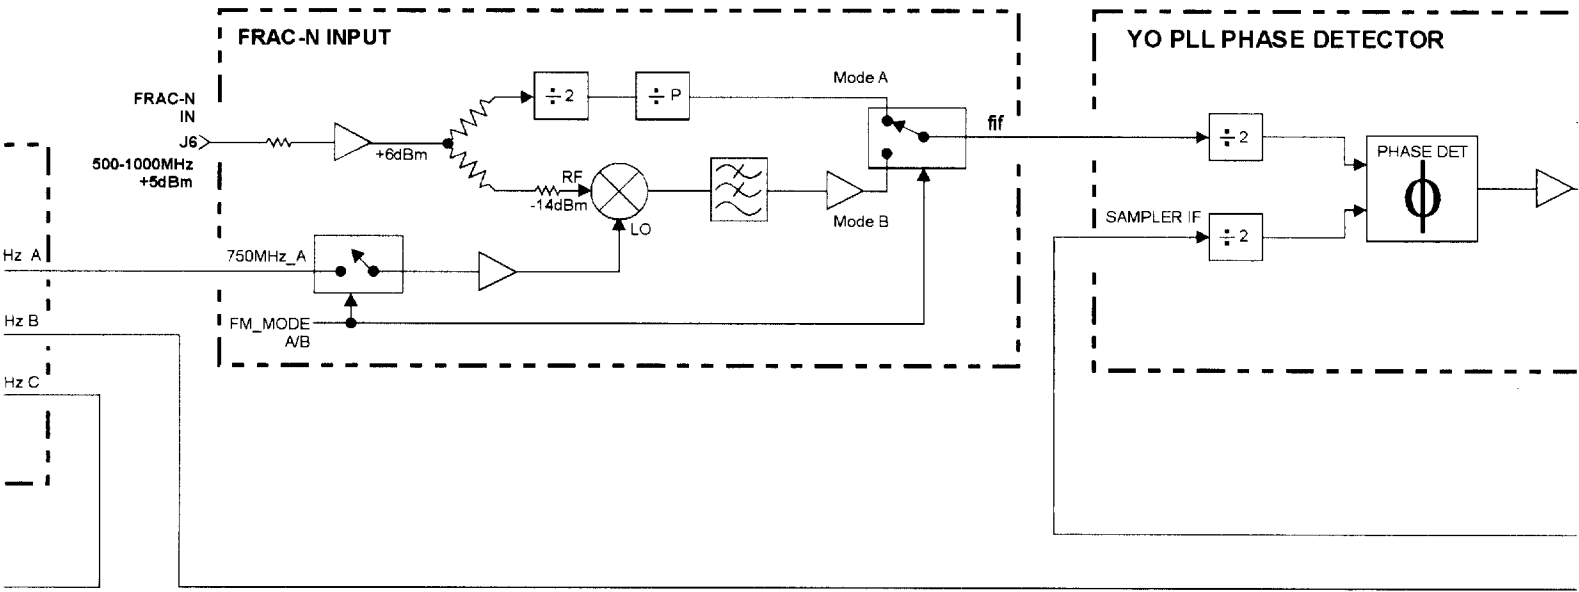 FRAC-N INPUT
YO PLL PHASE DETECTOR
Mode A
FRAC-N
IN
÷ 2
÷ P
J6
+6dBm
fif
÷ 2
PHASE DET
ϕ
500-1000MHz
+5dBm
RF
-14dBm
LO
Mode B
SAMPLER IF
÷ 2
Hz A
750MHz_A
Hz B
FM_MODE
A/B
Hz C